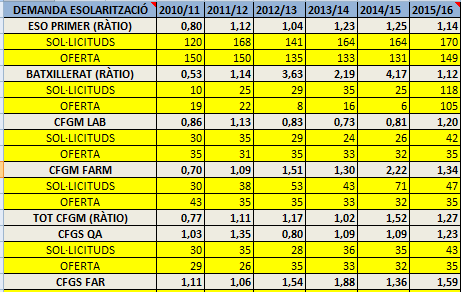 DEMANDA ESOLARITZACIÓ 2010/11 2011/12 2012/13 2013/14 2014/15 2015/16
ESO PRIMER (RÀTIO) 0,80 1,12 1,04 1,23 1,25 1,14
SOL·LICITUDS 120 168 141 164 164 170
OFERTA 150 150 135 133 131 149
BATXILLERAT (RÀTIO) 0,53 1,14 3,63 2,19 4,17 1,12
SOL·LICITUDS 10 25 29 35 25 118
OFERTA 19 22 8 16 6 105
CFGM LAB 0,86 1,13 0,83 0,73 0,81 1,20
SOL·LICITUDS 30 35 29 24 26 42
OFERTA 35 31 35 33 32 35
CFGM FARM 0,70 1,09 1,51 1,30 2,22 1,34
SOL·LICITUDS 30 38 53 43 71 47
OFERTA 43 35 35 33 32 35
TOT CFGM (RÀTIO) 0,77 1,11 1,17 1,02 1,52 1,27
CFGS QA 1,03 1,35 0,80 1,09 1,09 1,23
SOL·LICITUDS 30 35 28 36 35 43
OFERTA 29 26 35 33 32 35
CFGS FAR 1,11 1,06 1,54 1,88 1,36 1,59